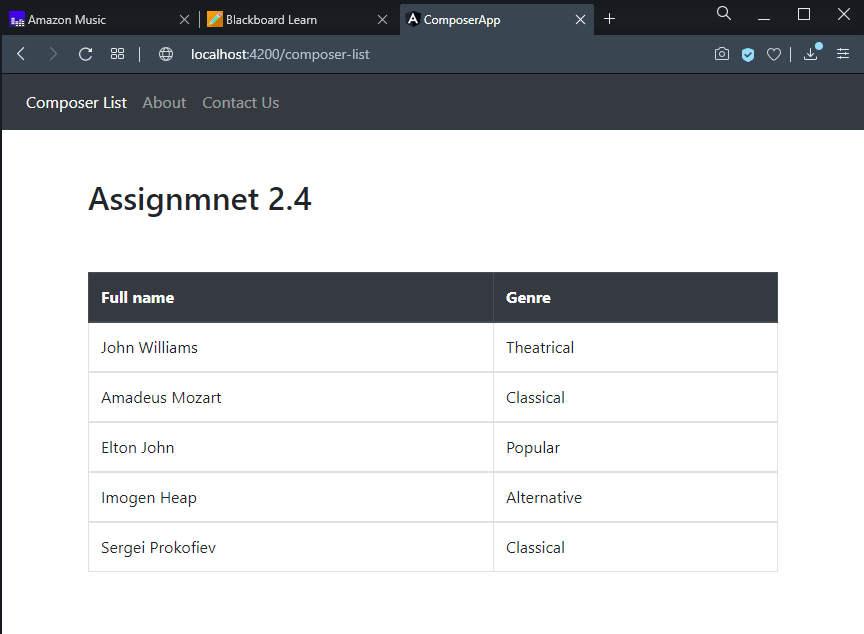 Amazon Music
Blackboard Learn
ComposerApp
localhost:4200/composer-list
Composer List About Contact Us
Assignmnet 2.4
Full name Genre
John Williams Theatrical
Amadeus Mozart Classical
Elton John Popular
Imogen Heap Alternative
Sergei Prokofiev Classical